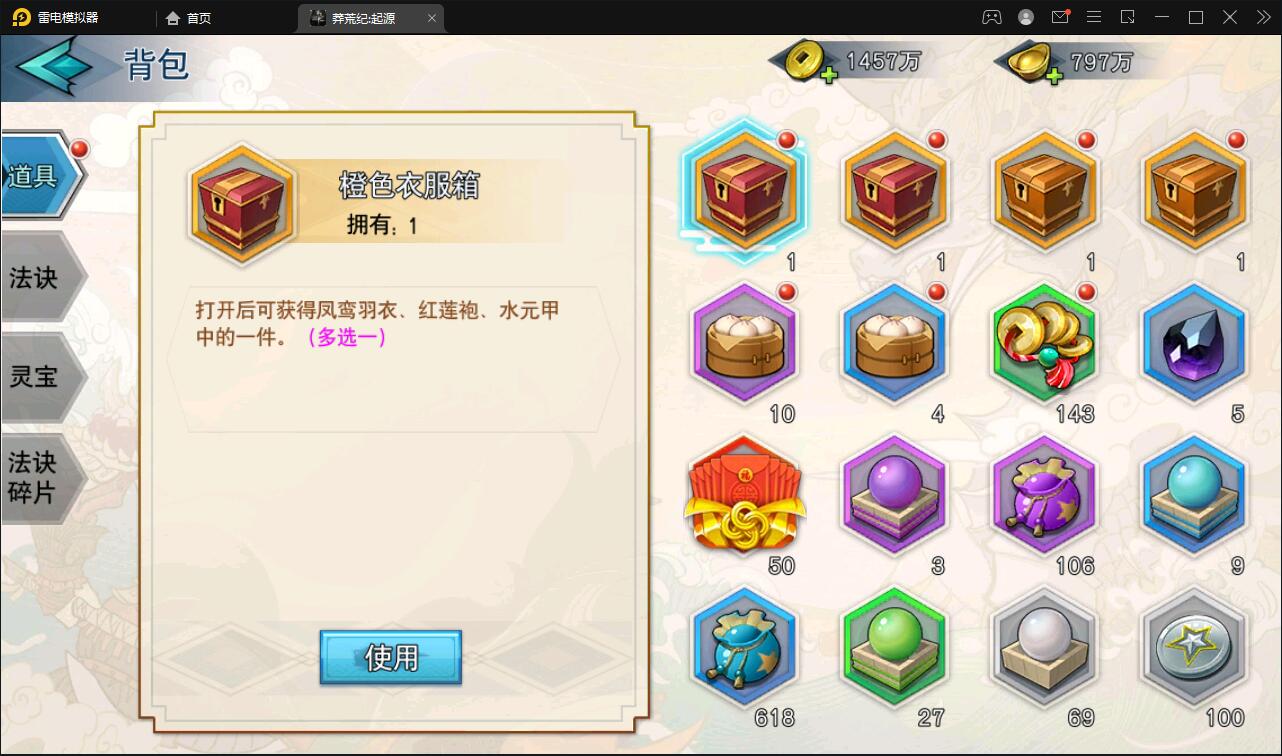 雷电模拟器
首页
莽荒纪:起源
背包
1457万
797万
道具
法诀
灵宝
法诀
碎片
橙色衣服箱
拥有: 1
打开后可获得凤鸾羽衣、红莲袍、水元甲
中的一件。（多选一）
使用
1
1
1
1
10
4
143
5
50
3
106
9
618
27
69
100